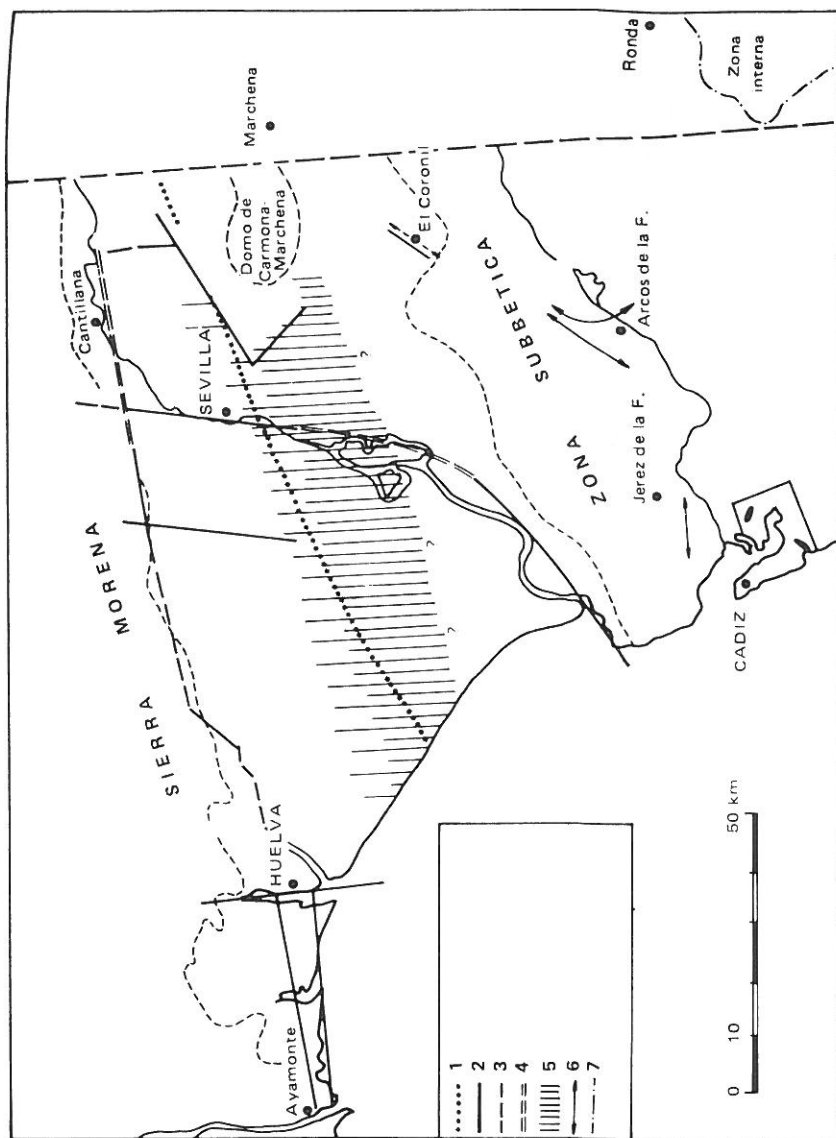 SIERRA MORENA
Cantillana
SEVILLA
Domo de
Carmona-
Marchena
Marchena
HUELVA
Ayamonte
?
?
?
El Coronil
ZONA SUBBETICA
Arcos de la F.
Jerez de la F.
CADIZ
Ronda
Zona
interna
1
2
3
4
5
6
7
0 10 50 km